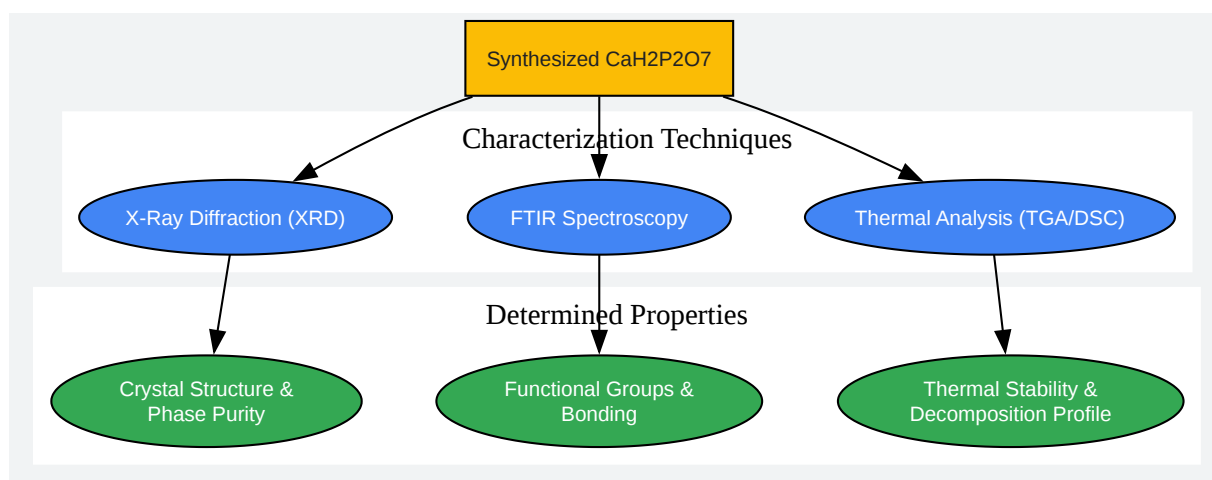 Synthesized CaH2P2O7
Characterization Techniques
X-Ray Diffraction (XRD)
FTIR Spectroscopy
Thermal Analysis (TGA/DSC)
Determined Properties
Crystal Structure &
Phase Purity
Functional Groups &
Bonding
Thermal Stability &
Decomposition Profile